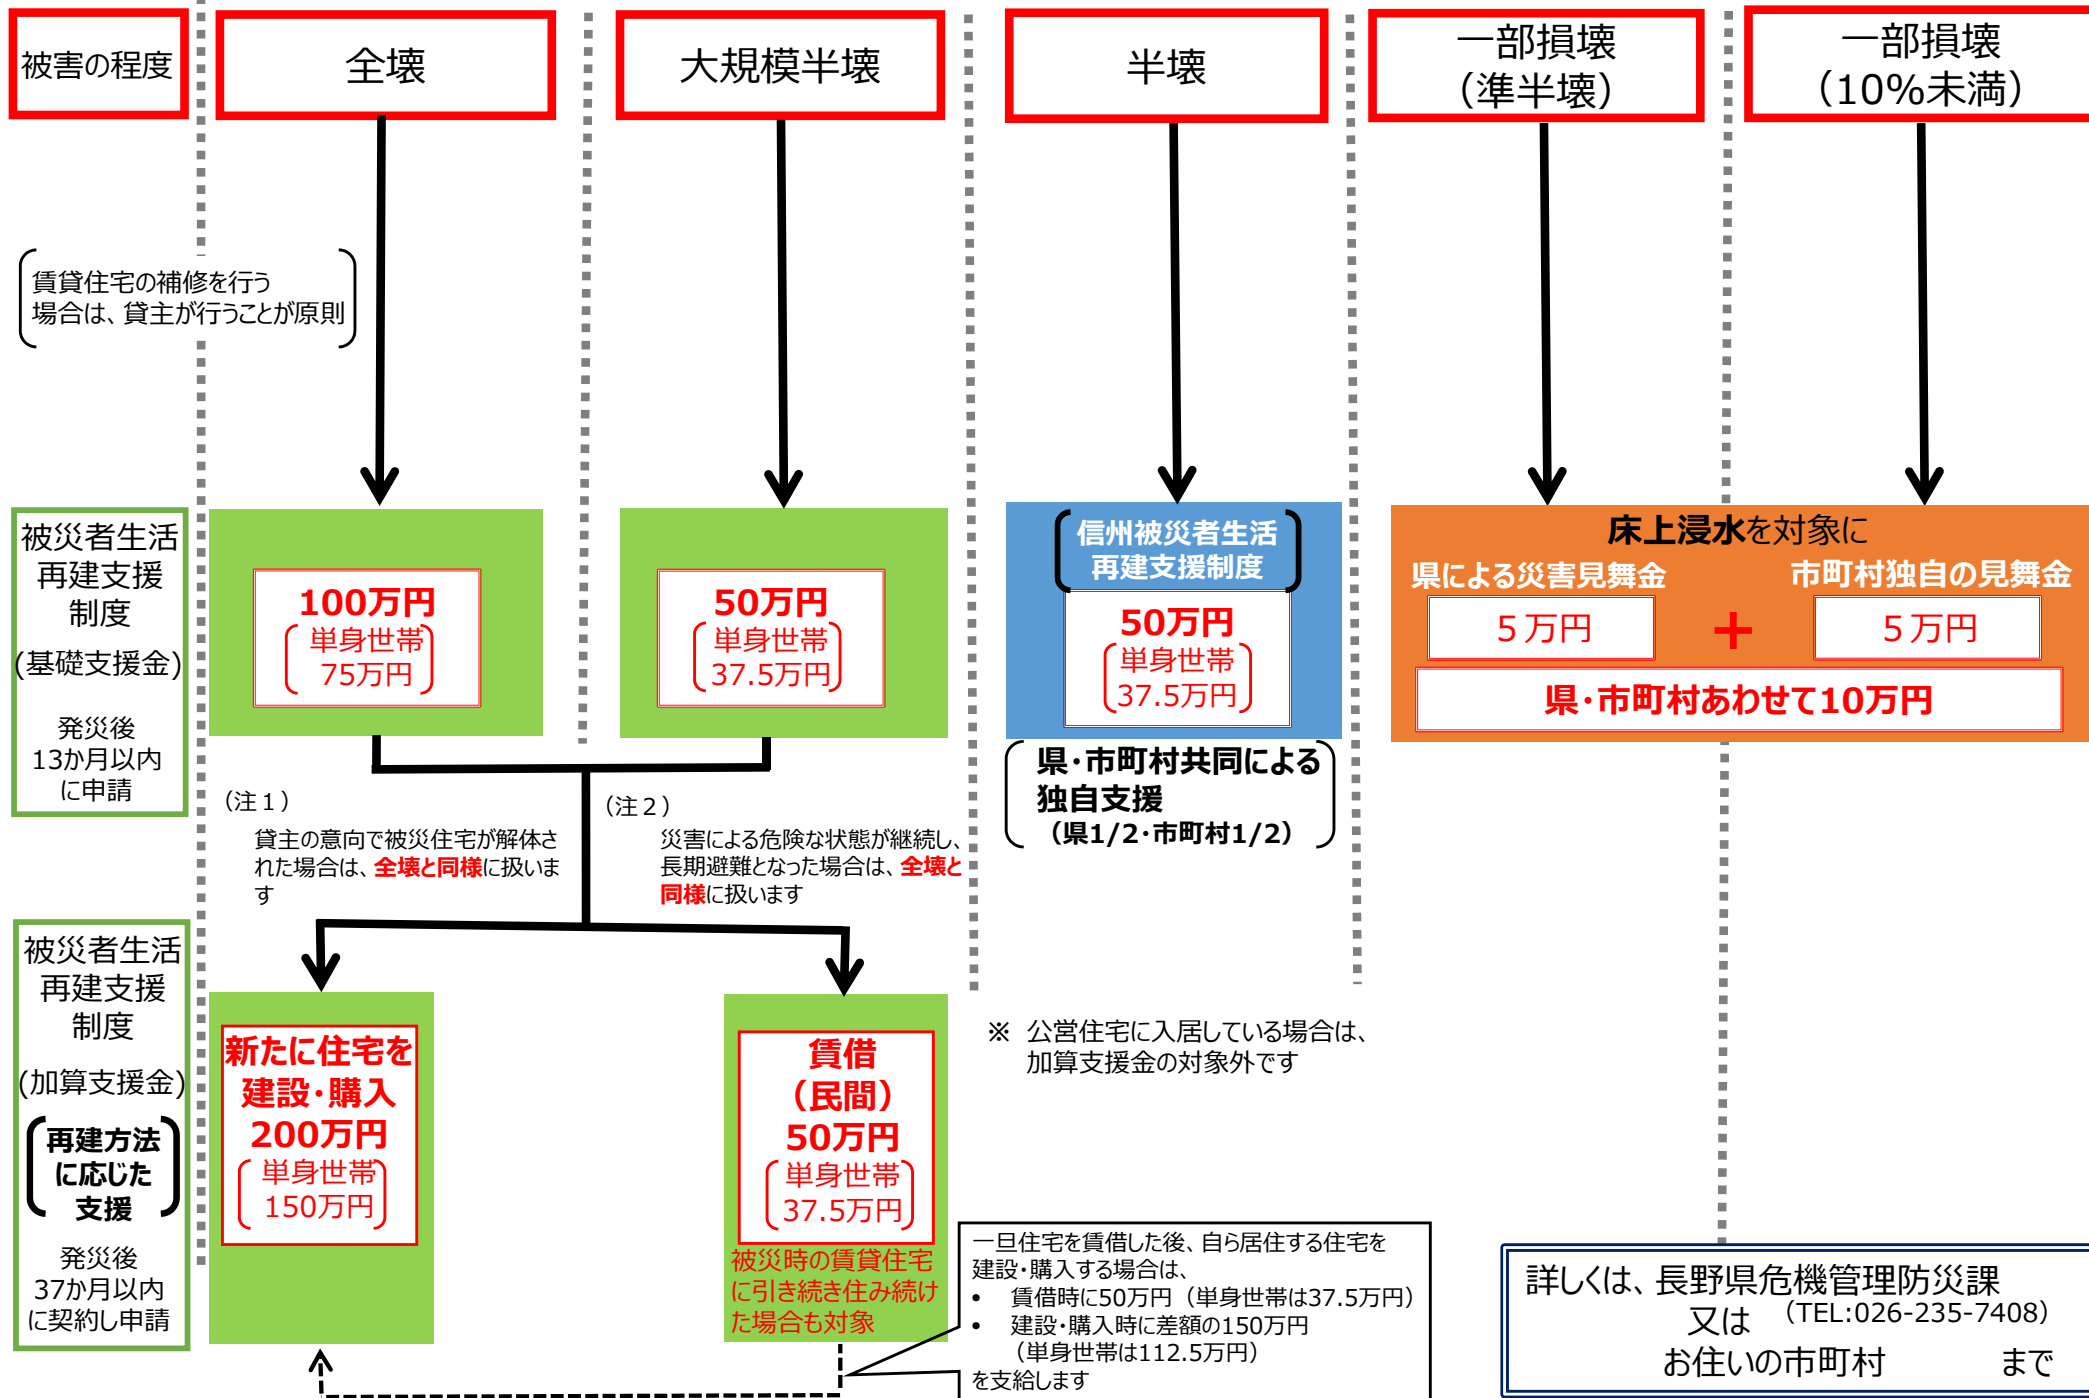 被害の程度
全壊
大規模半壊
半壊
一部損壊
(準半壊)
一部損壊
(10%未満)
賃貸住宅の補修を行う
場合は、貸主が行うことが原則
被災者生活
再建支援
制度
(基礎支援金)
発災後
13か月以内
に申請
100万円
単身世帯
75万円
50万円
単身世帯
37.5万円
信州被災者生活
再建支援制度
50万円
単身世帯
37.5万円
県・市町村共同による
独自支援
(県1/2・市町村1/2)
床上浸水を対象に
県による災害見舞金
市町村独自の見舞金
5万円
+
5万円
県・市町村あわせて10万円
(注1)
貸主の意向で被災住宅が解体さ
れた場合は、全壊と同様に扱いま
す
(注2)
災害による危険な状態が継続し、
長期避難となった場合は、全壊と
同様に扱います
被災者生活
再建支援
制度
(加算支援金)
再建方法
に応じた
支援
発災後
37か月以内
に契約し申請
新たに住宅を
建設・購入
200万円
単身世帯
150万円
賃借
(民間)
50万円
単身世帯
37.5万円
被災時の賃貸住宅
に引き続き住み続け
た場合も対象
※ 公営住宅に入居している場合は、
加算支援金の対象外です
一旦住宅を賃借した後、自ら居住する住宅を
建設・購入する場合は、
• 賃借時に50万円(単身世帯は37.5万円)
• 建設・購入時に差額の150万円
(単身世帯は112.5万円)
を支給します
詳しくは、長野県危機管理防災課
又は (TEL:026-235-7408)
お住いの市町村 まで